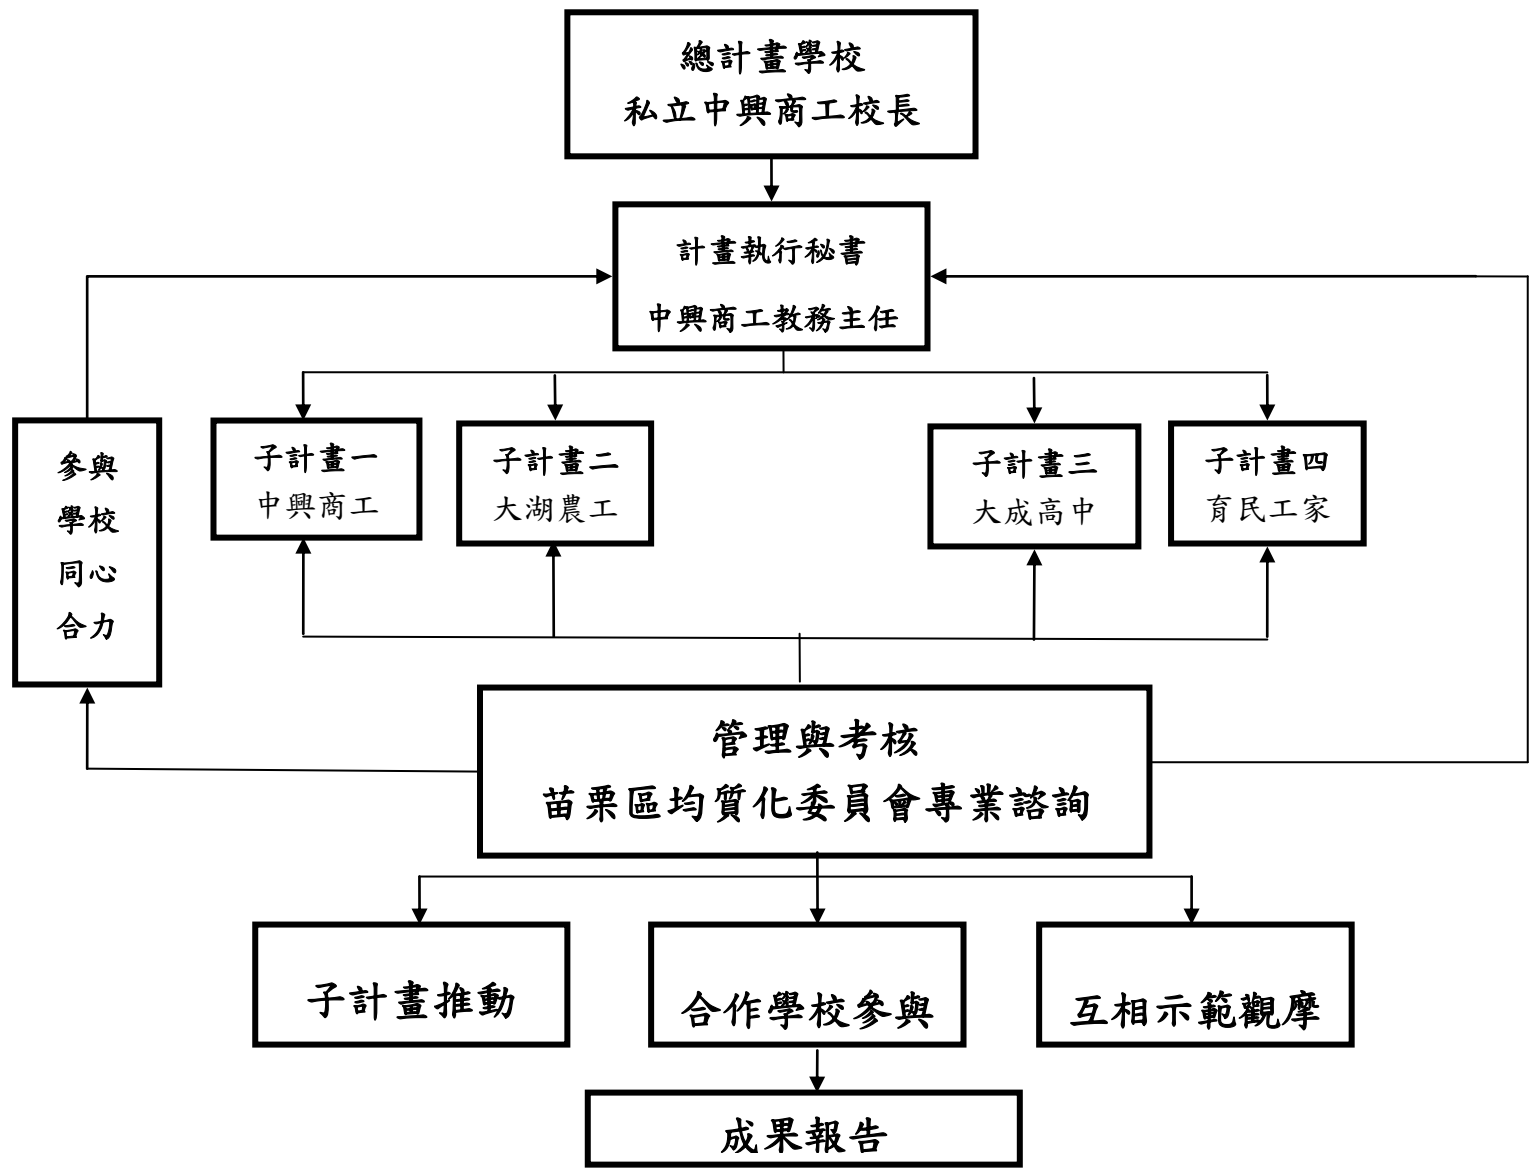 總計畫學校
私立中興商工校長
計畫執行秘書
中興商工教務主任
參與
學校
同心
合力
子計畫一
中興商工
子計畫二
大湖農工
子計畫三
大成高中
子計畫四
育民工家
管理與考核
苗栗區均質化委員會專業諮詢
子計畫推動
合作學校參與
互相示範觀摩
成果報告